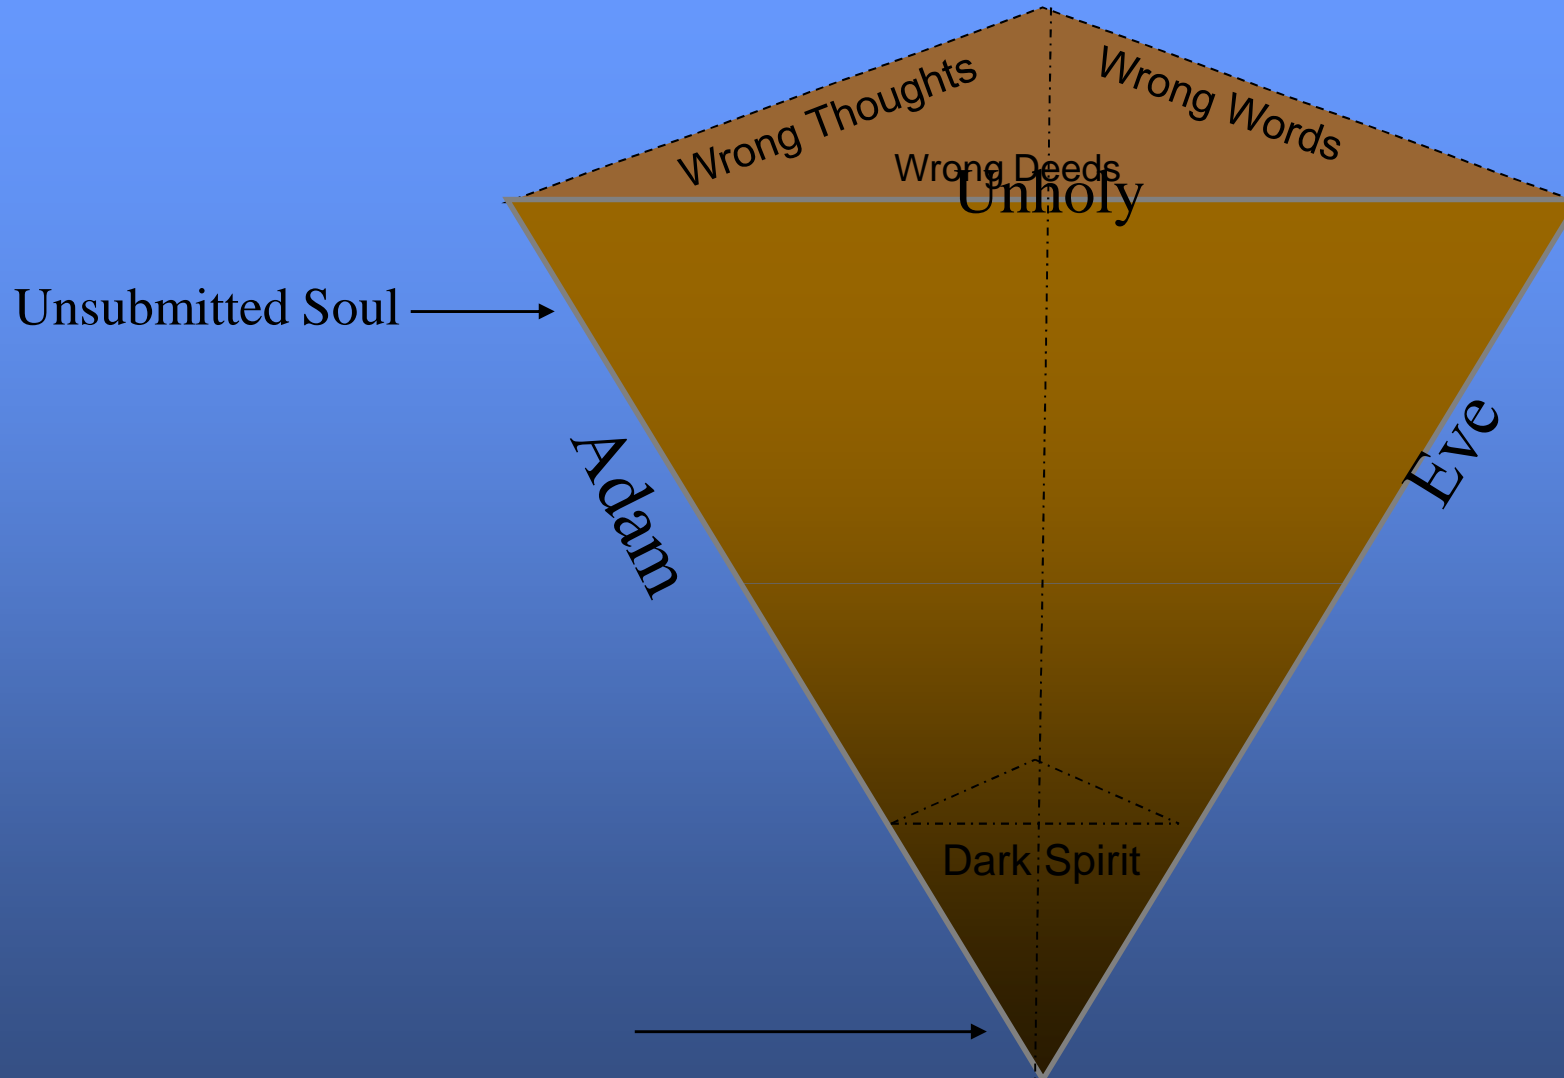 Wrong Thoughts
Wrong Words
Wrong Deeds
Unholy
Unsubmitted Soul
Adam
Eve
Dark Spirit